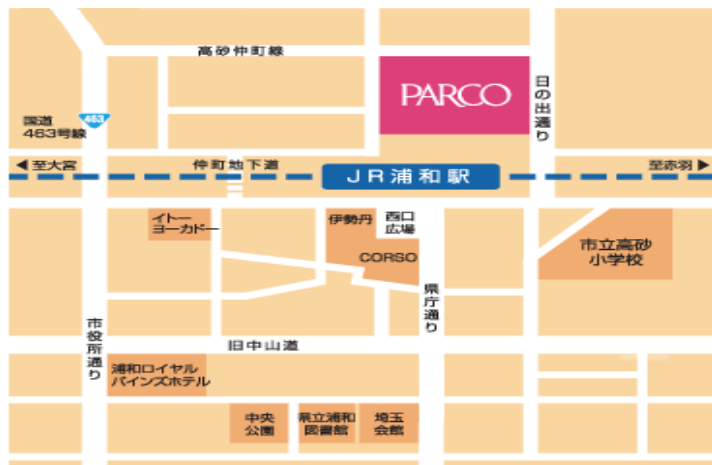 高砂仲町線
PARCO
日の出通り
国道
463号線
463
至大宮
仲町地下道
JR浦和駅
至赤羽
イトー
ヨーカドー
伊勢丹
西口
広場
CORSO
市立高砂
小学校
県庁通り
市役所通り
旧中山道
浦和ロイヤル
パインズホテル
中央
公園
県立浦和
図書館
埼玉
会館